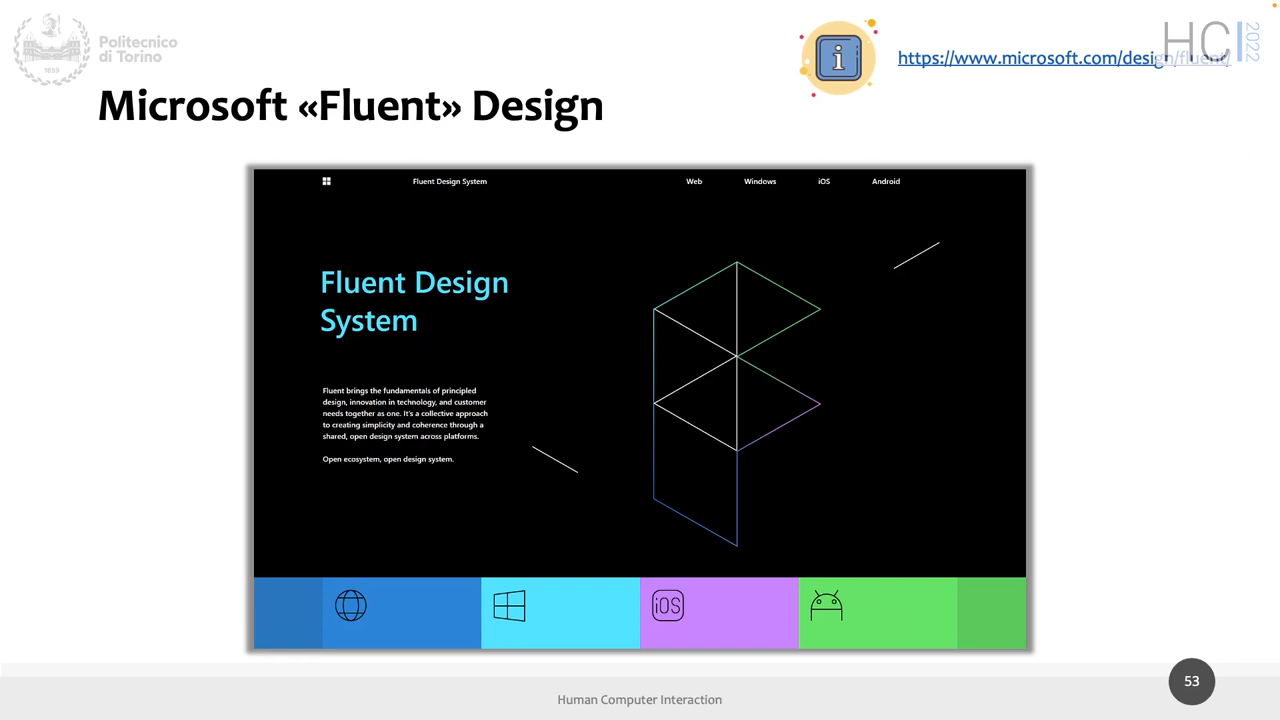 Politecnico
di Torino
1859
https://www.microsoft.com/design/fluent/
HCI
2022
Microsoft «Fluent» Design
Fluent Design System
Web
Windows
iOS
Android
Fluent Design
System
Fluent brings the fundamentals of principled
design, innovation in technology, and customer
needs together as one. It's a collective approach
to creating simplicity and coherence through a
shared, open design system across platforms.
Open ecosystem, open design system.
iOS
Human Computer Interaction
53